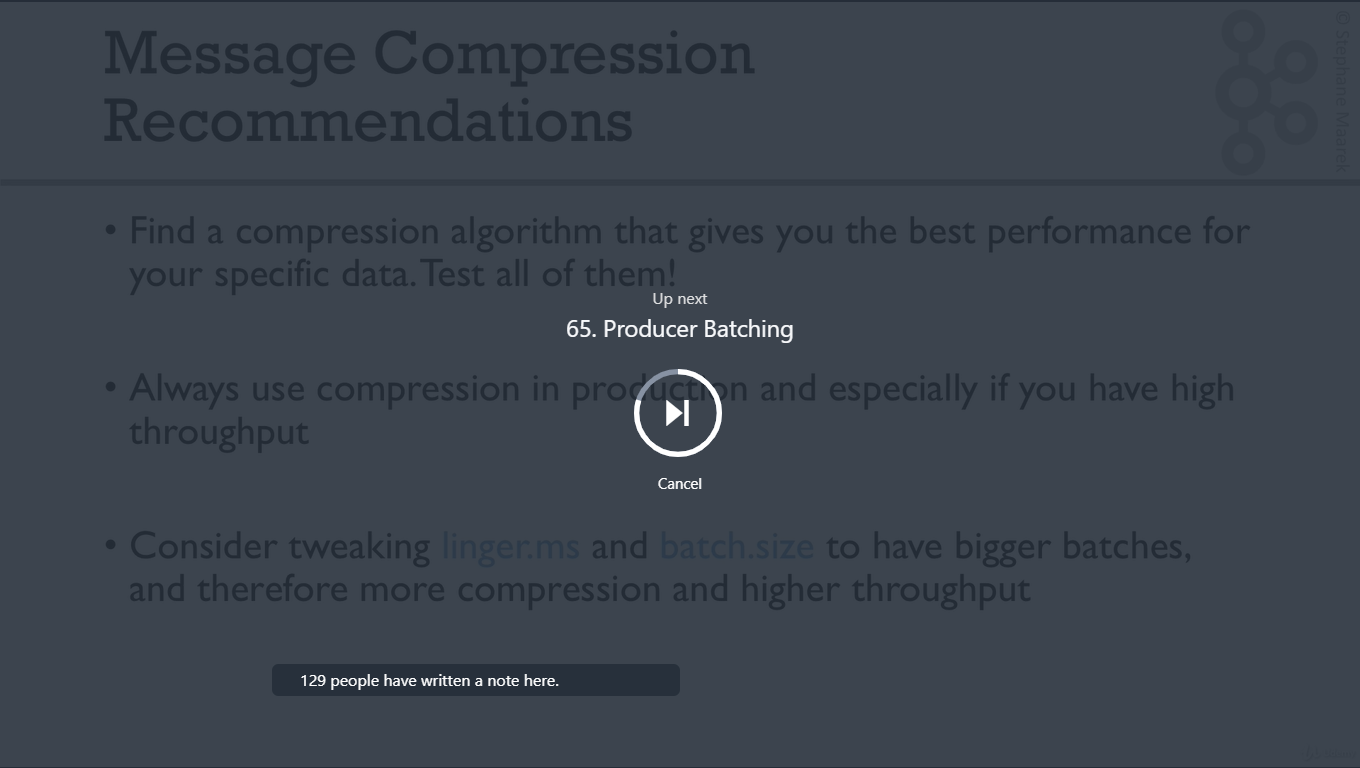 Message Compression
Recommendations
© Stephane Maarek
• Find a compression algorithm that gives you the best performance for
your specific data. Test all of them!
Up next
65. Producer Batching
• Always use compression in production and especially if you have high
throughput
Cancel
• Consider tweaking linger.ms and batch.size to have bigger batches,
and therefore more compression and higher throughput
129 people have written a note here.